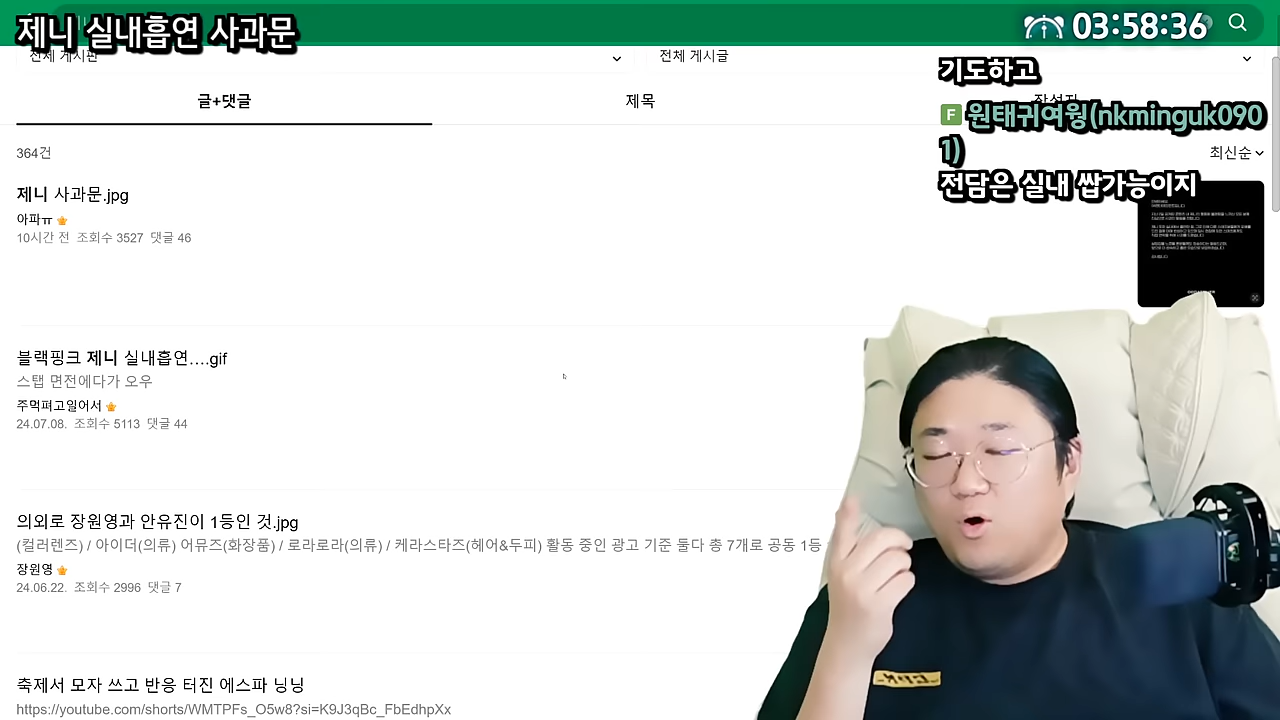 제니 실내흡연 사과문
03:58:36
전체 게시판
전체 게시글
기도하고
글+댓글
제목
작성자
F 원태귀여웡(nkminguk090
1)
전담은 실내 쌉가능이지
364건
최신순
제니 사과문.jpg
아파ㅠ
10시간 전 조회수 3527 댓글 46
블랙핑크 제니 실내흡연....gif
스탭 면전에다가 오우
주먹펴고일어서
24.07.08. 조회수 5113 댓글 44
의외로 장원영과 안유진이 1등인 것.jpg
(컬러렌즈) / 아이더(의류) 어뮤즈(화장품) / 로라로라(의류) / 케라스타즈(헤어&두피) 활동 중인 광고 기준 둘다 총 7개로 공동 1등
장원영
24.06.22. 조회수 2996 댓글 7
축제서 모자 쓰고 반응 터진 에스파 닝닝
https://youtube.com/shorts/WMTPFs_O5w8?si=K9J3qBc_FbEdhpXx